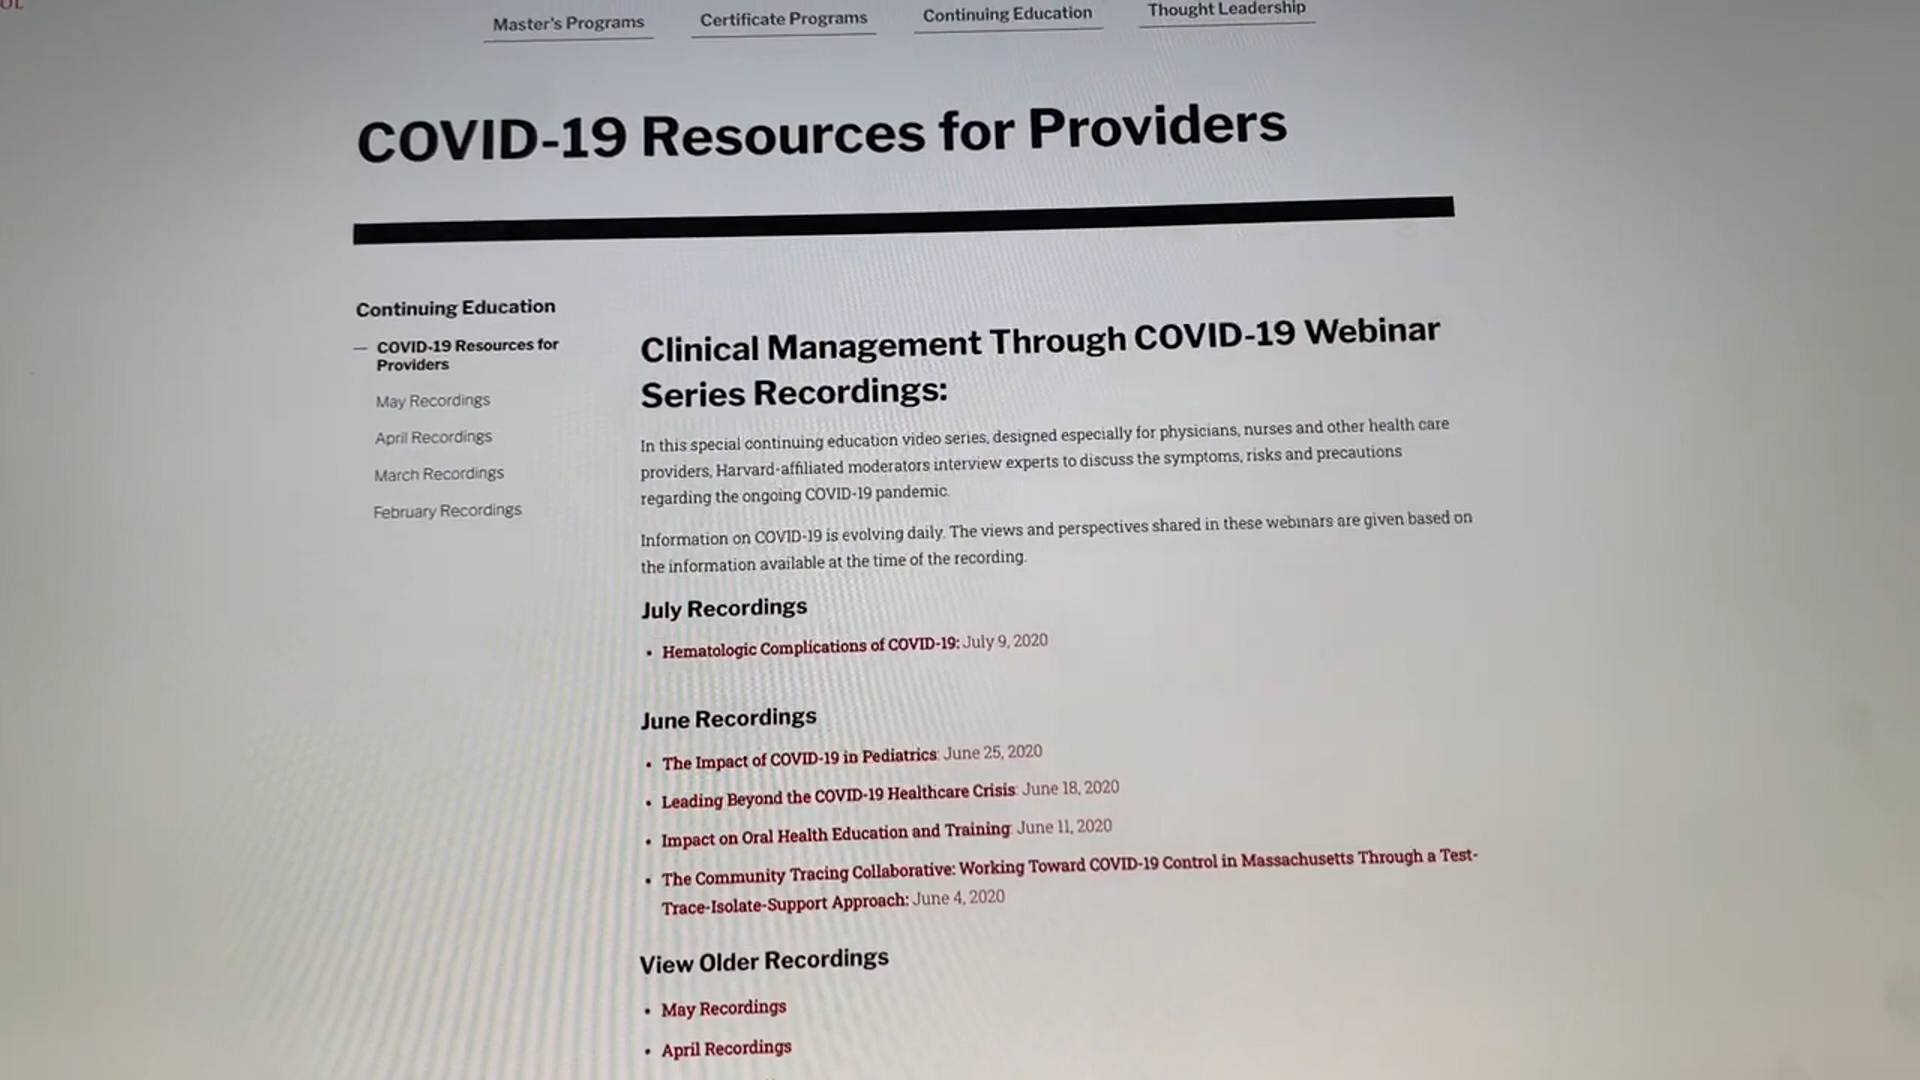 OL
Master's Programs
Certificate Programs
Continuing Education
Thought Leadership
COVID-19 Resources for Providers
Continuing Education
— COVID-19 Resources for
Providers
May Recordings
April Recordings
March Recordings
February Recordings
Clinical Management Through COVID-19 Webinar
Series Recordings:
In this special continuing education video series, designed especially for physicians, nurses and other health care
providers, Harvard-affiliated moderators interview experts to discuss the symptoms, risks and precautions
regarding the ongoing COVID-19 pandemic.
Information on COVID-19 is evolving daily. The views and perspectives shared in these webinars are given based on
the information available at the time of the recording.
July Recordings
• Hematologic Complications of COVID-19: July 9, 2020
June Recordings
• The Impact of COVID-19 in Pediatrics: June 25, 2020
• Leading Beyond the COVID-19 Healthcare Crisis: June 18, 2020
• Impact on Oral Health Education and Training: June 11, 2020
• The Community Tracing Collaborative: Working Toward COVID-19 Control in Massachusetts Through a Test-
Trace-Isolate-Support Approach: June 4, 2020
View Older Recordings
• May Recordings
• April Recordings